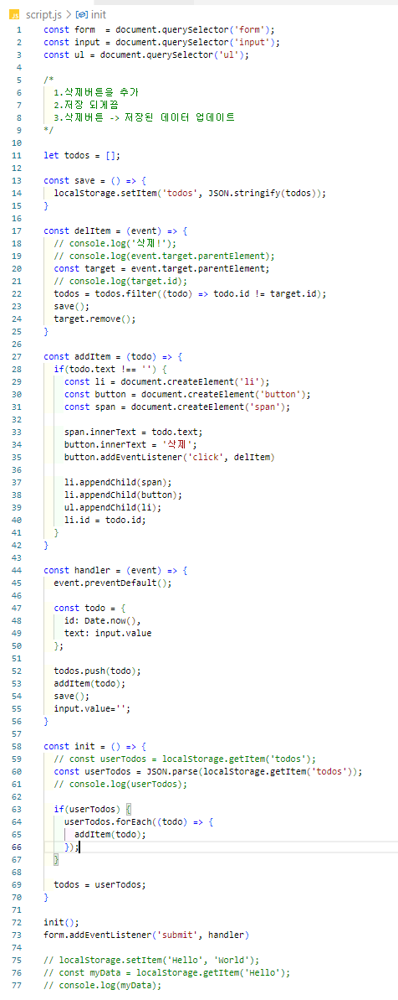 JS script.js > init
1 const form  = document.querySelector('form');
2 const input = document.querySelector('input');
3 const ul = document.querySelector('ul');
4
5 /*
6   1.삭제버튼을 추가
7   2.저장 되게끔
8   3.삭제버튼 -> 저장된 데이터 업데이트
9 */
10
11 let todos = [];
12
13 const save = () => {
14   localStorage.setItem('todos', JSON.stringify(todos));
15 }
16
17 const delItem = (event) => {
18   // console.log('삭제!');
19   // console.log(event.target.parentElement);
20   const target = event.target.parentElement;
21   // console.log(target.id);
22   todos = todos.filter((todo) => todo.id != target.id);
23   save();
24   target.remove();
25 }
26
27 const addItem = (todo) => {
28   if(todo.text !== '') {
29     const li = document.createElement('li');
30     const button = document.createElement('button');
31     const span = document.createElement('span');
32
33     span.innerText = todo.text;
34     button.innerText = '삭제';
35     button.addEventListener('click', delItem)
36
37     li.appendChild(span);
38     li.appendChild(button);
39     ul.appendChild(li);
40     li.id = todo.id;
41   }
42 }
43
44 const handler = (event) => {
45   event.preventDefault();
46
47   const todo = {
48     id: Date.now(),
49     text: input.value
50   };
51
52   todos.push(todo);
53   addItem(todo);
54   save();
55   input.value='';
56 }
57
58 const init = () => {
59   // const userTodos = localStorage.getItem('todos');
60   const userTodos = JSON.parse(localStorage.getItem('todos'));
61   // console.log(userTodos);
62
63   if(userTodos) {
64     userTodos.forEach((todo) => {
65       addItem(todo);
66     });
67   }
68
69   todos = userTodos;
70 }
71
72 init();
73 form.addEventListener('submit', handler)
74
75 // localStorage.setItem('Hello', 'World');
76 // const myData = localStorage.getItem('Hello');
77 // console.log(myData);